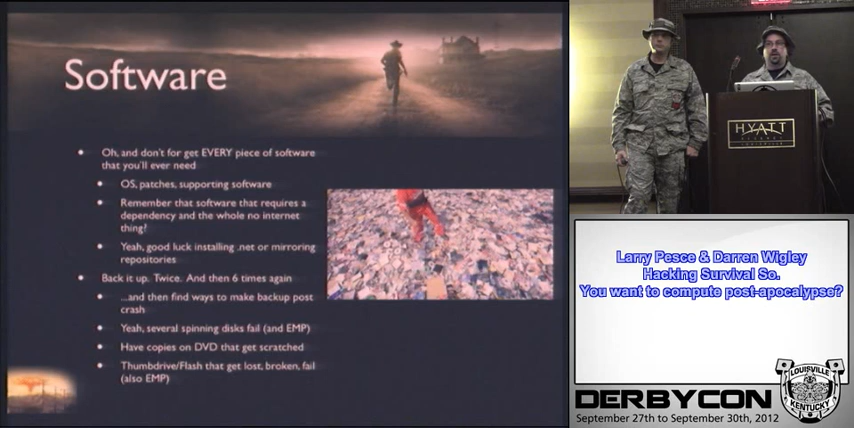 Software
Oh, and don't for get EVERY piece of software
that you'll ever need
OS, patches, supporting software
Remember that software that requires a
dependency and the whole no internet
thing?
Yeah, good luck installing .net or mirroring
repositories
Back it up. Twice. And then 6 times again
...and then find ways to make backup post
crash
Yeah, several spinning disks fail (and EMP)
Have copies on DVD that get scratched
Thumbdrive/Flash that get lost, broken, fail
(also EMP)
HYATT
Larry Pesce & Darren Wigley
Hacking Survival So.
You want to compute post-apocalypse?
LOUISVILLE
KENTUCKY
DERBYCON
September 27th to September 30th, 2012